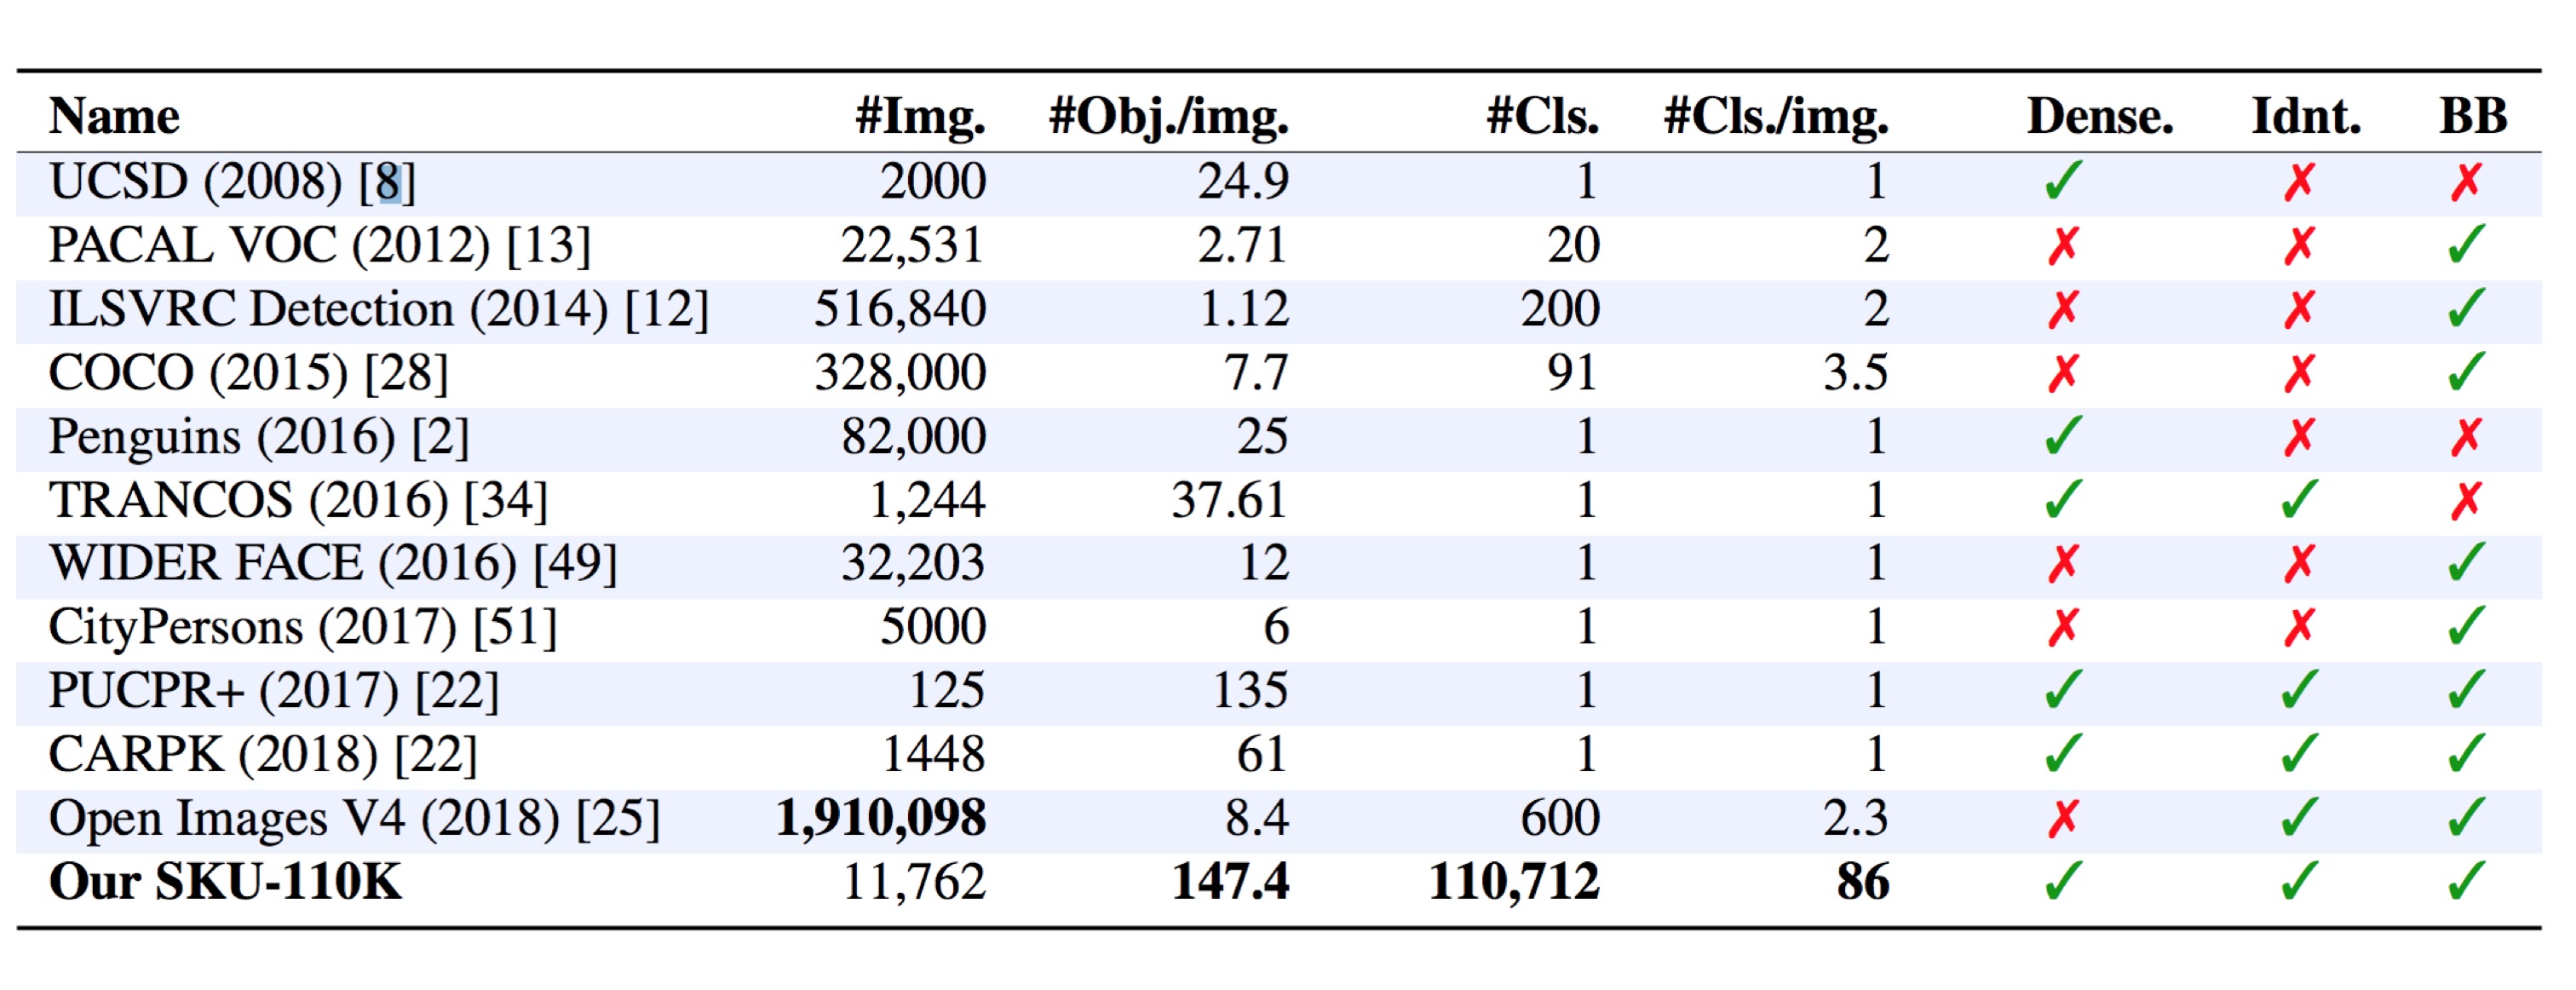 Name #Img. #Obj./img. #Cls. #Cls./img. Dense. Idnt. BB
UCSD (2008) [8] 2000 24.9 1 1 ✓ ✗ ✗
PACAL VOC (2012) [13] 22,531 2.71 20 2 ✗ ✗ ✓
ILSVRC Detection (2014) [12] 516,840 1.12 200 2 ✗ ✗ ✓
COCO (2015) [28] 328,000 7.7 91 3.5 ✗ ✗ ✓
Penguins (2016) [2] 82,000 25 1 1 ✓ ✗ ✗
TRANCOS (2016) [34] 1,244 37.61 1 1 ✓ ✓ ✗
WIDER FACE (2016) [49] 32,203 12 1 1 ✗ ✗ ✓
CityPersons (2017) [51] 5000 6 1 1 ✗ ✗ ✓
PUCPR+ (2017) [22] 125 135 1 1 ✓ ✓ ✓
CARPK (2018) [22] 1448 61 1 1 ✓ ✓ ✓
Open Images V4 (2018) [25] 1,910,098 8.4 600 2.3 ✗ ✓ ✓
Our SKU-110K 11,762 147.4 110,712 86 ✓ ✓ ✓